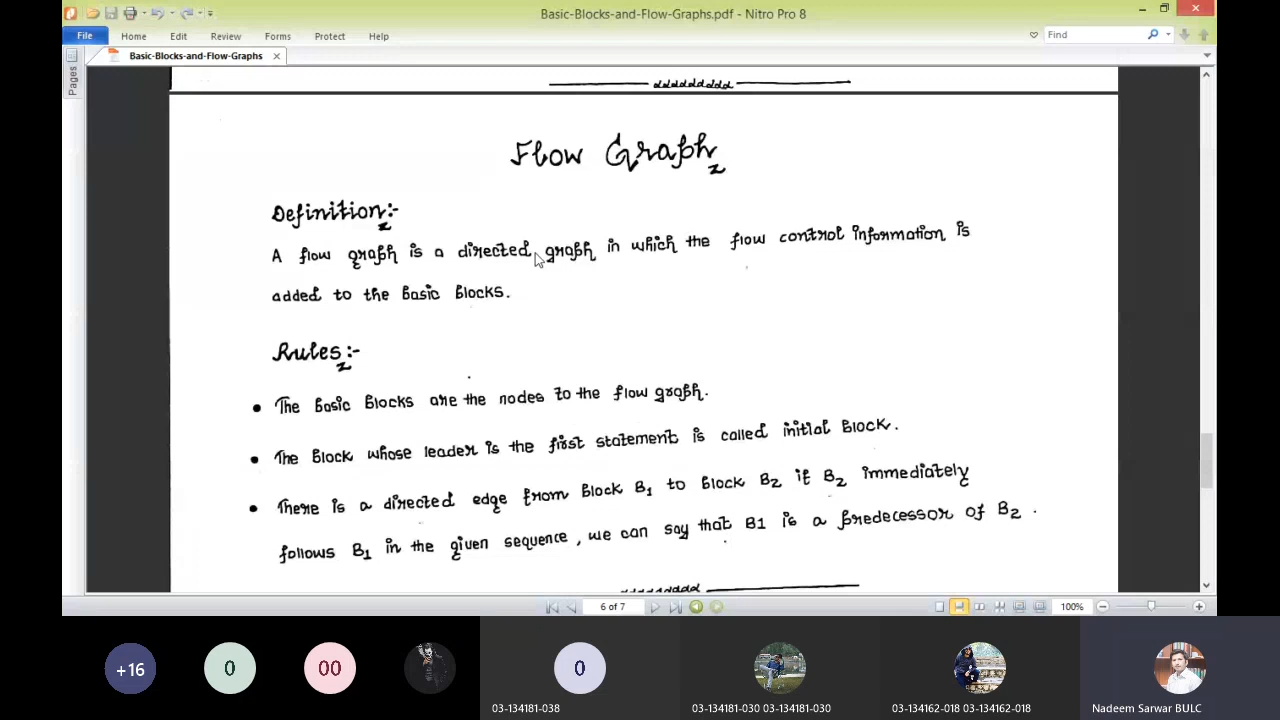 Basic-Blocks-and-Flow-Graphs.pdf - Nitro Pro 8
File Home Edit Review Forms Protect Help
Find
Basic-Blocks-and-Flow-Graphs
Pages
Flow Graph
Definition:-
A flow graph is a directed graph in which the flow control information is
added to the basic blocks.
Rules:-
• The basic blocks are the nodes to the flow graph.
• The block whose leader is the first statement is called initial block.
• There is a directed edge from block B1 to block B2 if B2 immediately
follows B1 in the given sequence, we can say that B1 is a predecessor of B2.
6 of 7
100%
+16
0
00
0
03-134181-038
03-134181-030 03-134181-030
03-134162-018 03-134162-018
Nadeem Sarwar BULC